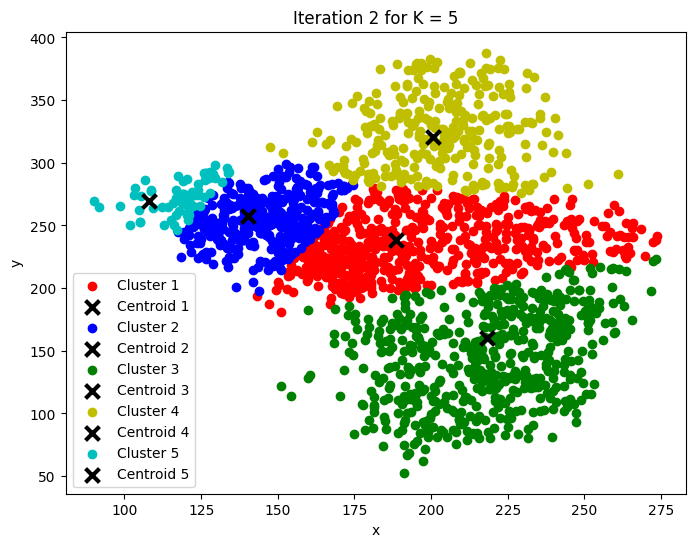 Iteration 2 for K = 5
400
350
300
250
200
150
100
50
y
Cluster 1
Centroid 1
Cluster 2
Centroid 2
Cluster 3
Centroid 3
Cluster 4
Centroid 4
Cluster 5
Centroid 5
100 125 150 175 200 225 250 275
x